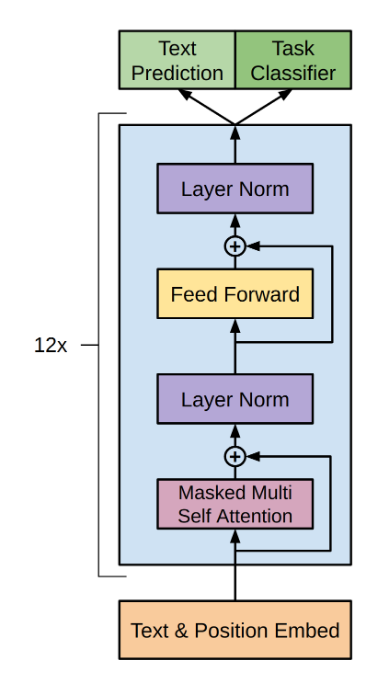 Text
Prediction
Task
Classifier
Layer Norm
Feed Forward
12x
Layer Norm
Masked Multi
Self Attention
Text & Position Embed